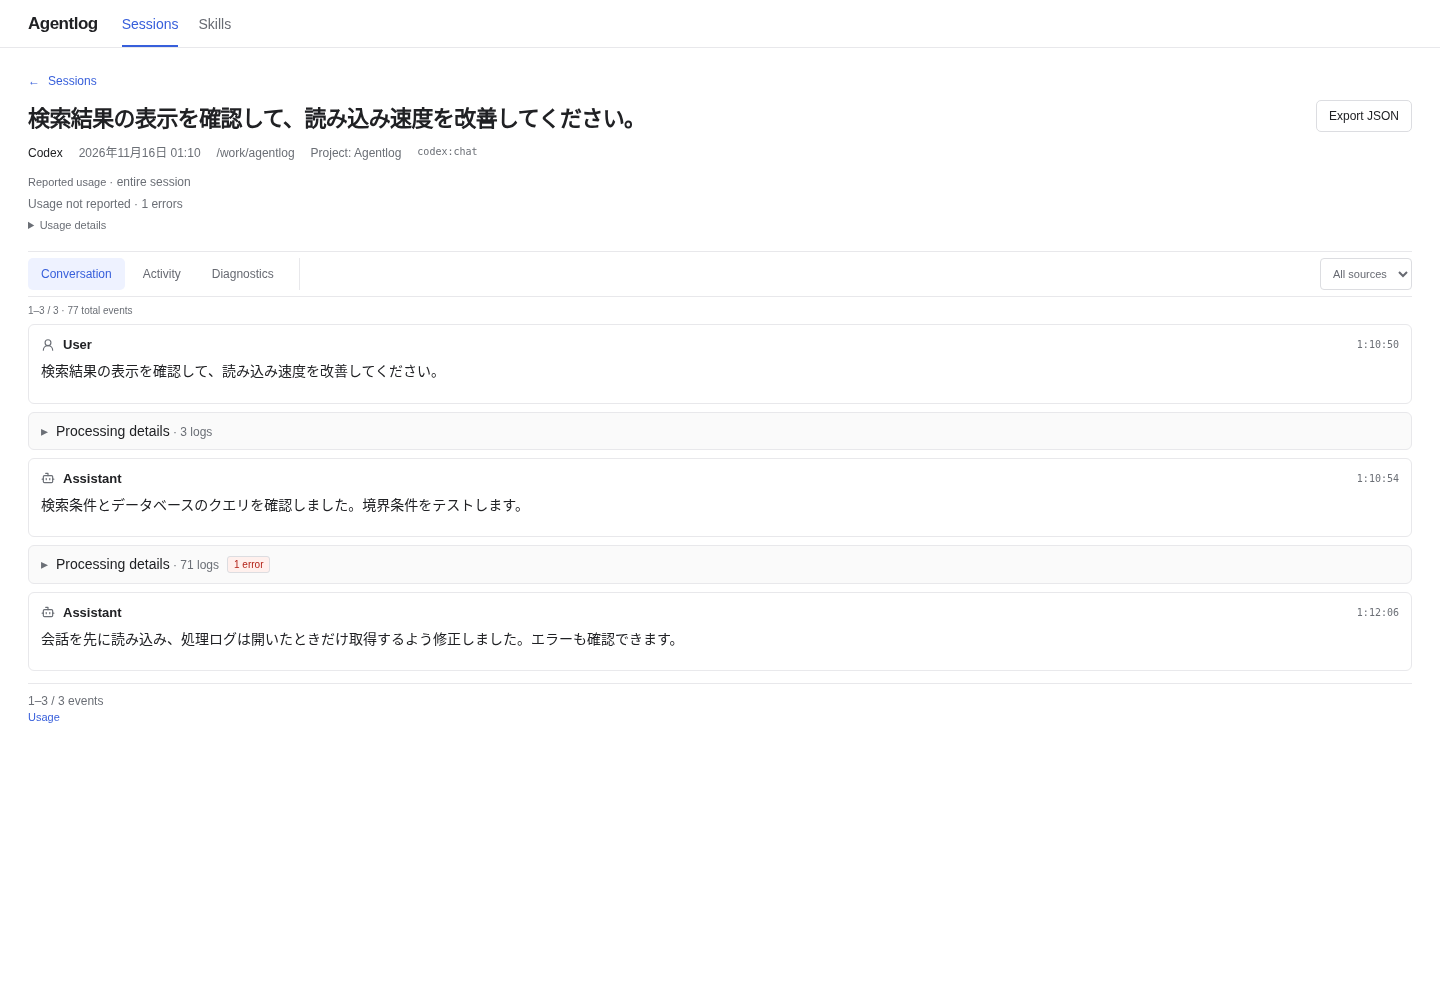 Agentlog Sessions Skills
← Sessions
検索結果の表示を確認して、読み込み速度を改善してください。
Export JSON
Codex 2026年11月16日 01:10 /work/agentlog Project: Agentlog codex:chat
Reported usage · entire session
Usage not reported · 1 errors
▶ Usage details
Conversation Activity Diagnostics All sources
1–3 / 3 · 77 total events
User 1:10:50
検索結果の表示を確認して、読み込み速度を改善してください。
▶ Processing details · 3 logs
Assistant 1:10:54
検索条件とデータベースのクエリを確認しました。境界条件をテストします。
▶ Processing details · 71 logs 1 error
Assistant 1:12:06
会話を先に読み込み、処理ログは開いたときだけ取得するよう修正しました。エラーも確認できます。
1–3 / 3 events
Usage